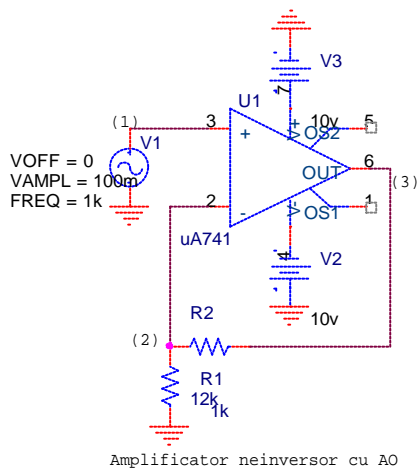 V3
U1
7
(1)
3
10v
5
V+
OS2
V1
+
6
VOFF = 0
OUT
(3)
VAMPL = 100m
FREQ = 1k
2
-
V-
OS1
1
uA741
4
V2
R2
10v
(2)
R1
12k
1k
Amplificator neinversor cu AO